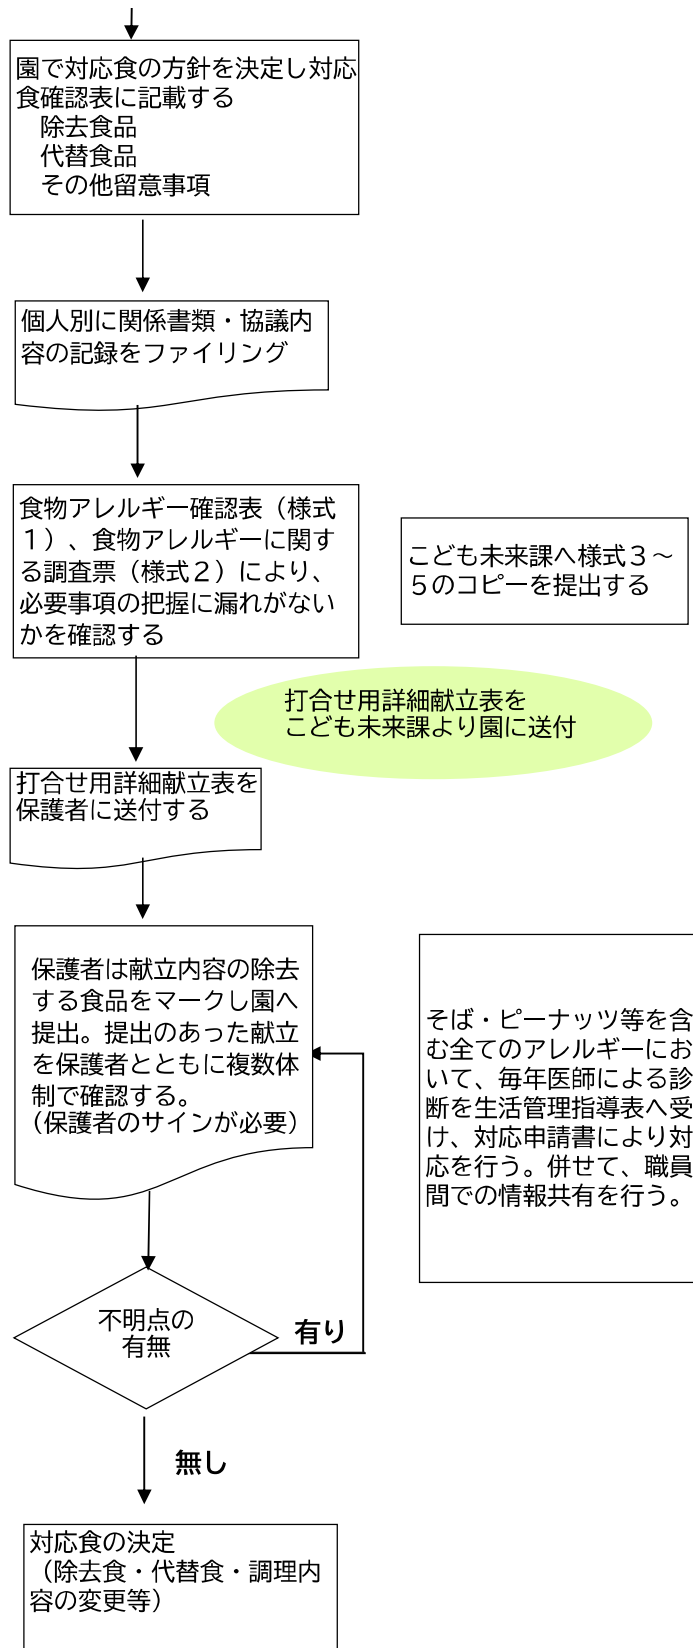 園で対応食の方針を決定し対応
食確認表に記載する
除去食品
代替食品
その他留意事項
個人別に関係書類・協議内
容の記録をファイリング
食物アレルギー確認表（様式
１）、食物アレルギーに関す
る調査票（様式２）により、
必要事項の把握に漏れがない
かを確認する
こども未来課へ様式３～
５のコピーを提出する
打合せ用詳細献立表を
こども未来課より園に送付
打合せ用詳細献立表を
保護者に送付する
保護者は献立内容の除去
する食品をマークし園へ
提出。提出のあった献立
を保護者とともに複数体
制で確認する。
（保護者のサインが必要）
そば・ピーナッツ等を含
む全てのアレルギーにお
いて、毎年医師による診
断を生活管理指導表へ受
け、対応申請書により対
応を行う。併せて、職員
間での情報共有を行う。
不明点の
有無
有り
無し
対応食の決定
（除去食・代替食・調理内
容の変更等）